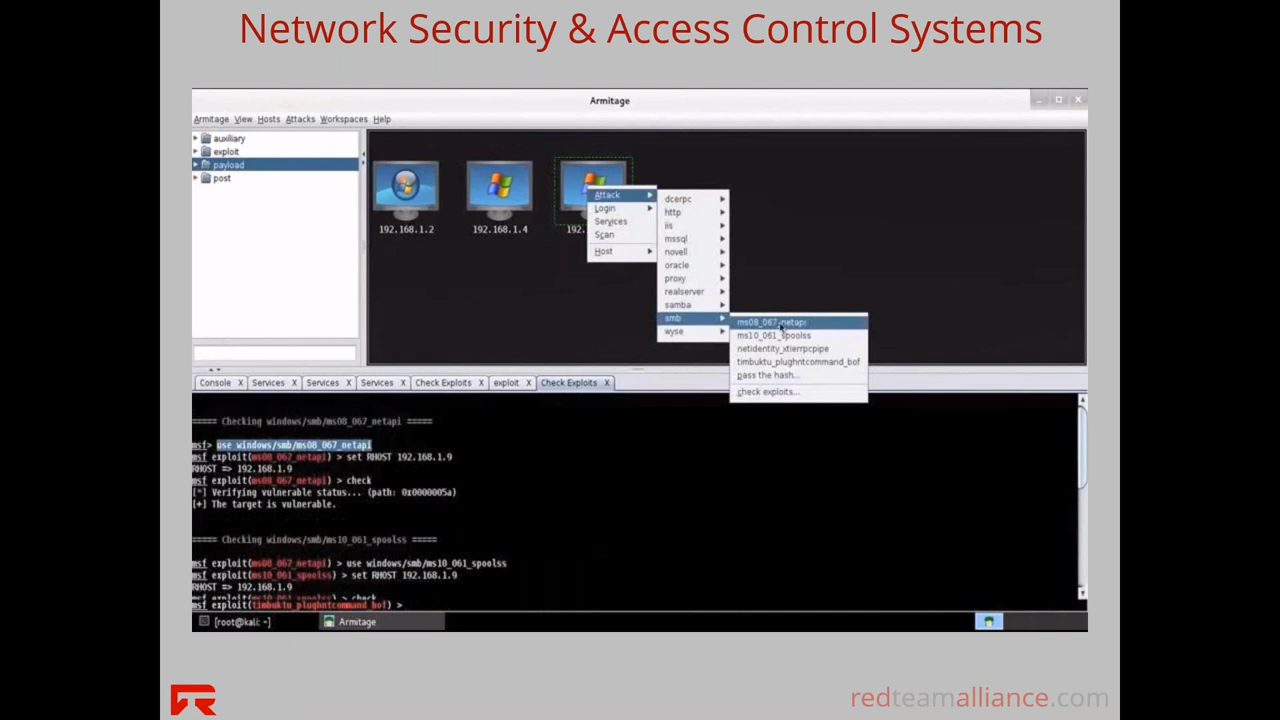 Network Security & Access Control Systems
Armitage
Armitage View Hosts Attacks Workspaces Help
auxiliary
exploit
payload
post
192.168.1.2
192.168.1.4
192.
Attack
Login
Services
Scan
Host
dcerpc
http
iis
mssql
novell
oracle
proxy
realserver
samba
smb
wyse
ms08_067_netapi
ms10_061_spoolss
netidentity_xtierrpcpipe
timbuktu_plughntcommand_bof
pass the hash...
check exploits...
Console X Services X Services X Services X Check Exploits X exploit X Check Exploits X
===== Checking windows/smb/ms08_067_netapi =====
msf> use windows/smb/ms08_067_netapi
msf exploit(ms08_067_netapi) > set RHOST 192.168.1.9
RHOST => 192.168.1.9
msf exploit(ms08_067_netapi) > check
[*] Verifying vulnerable status... (path: 0x0000005a)
[+] The target is vulnerable.
===== Checking windows/smb/ms10_061_spoolss =====
msf exploit(ms08_067_netapi) > use windows/smb/ms10_061_spoolss
msf exploit(ms10_061_spoolss) > set RHOST 192.168.1.9
RHOST => 192.168.1.9
msf exploit(ms10_061_spoolss) > check
msf exploit(timbuktu_plughntcommand_bof) >
[root@kali: ~] Armitage
redteamalliance.com